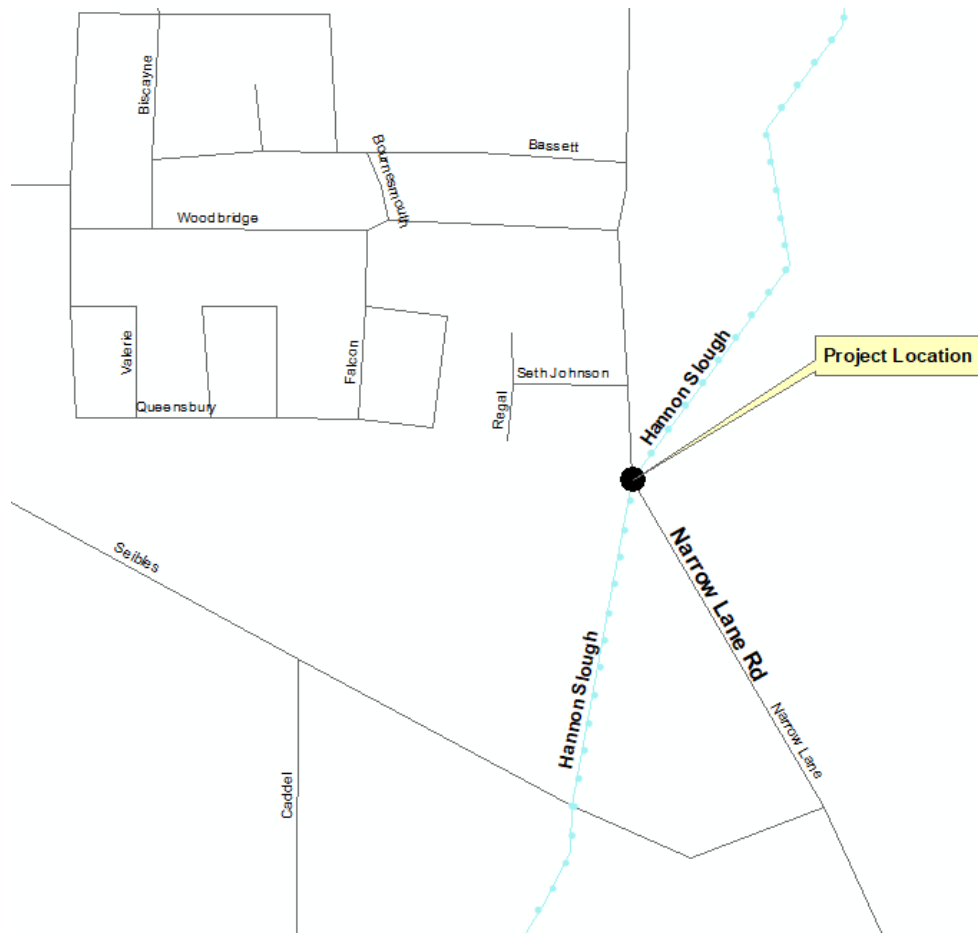 Biscayne
Bournesmouth
Bassett
Woodbridge
Hannon Slough
Project Location
Valerie
Falcon
Seth Johnson
Regal
Queensbury
Seibles
Narrow Lane Rd
Hannon Slough
Narrow Lane
Caddel